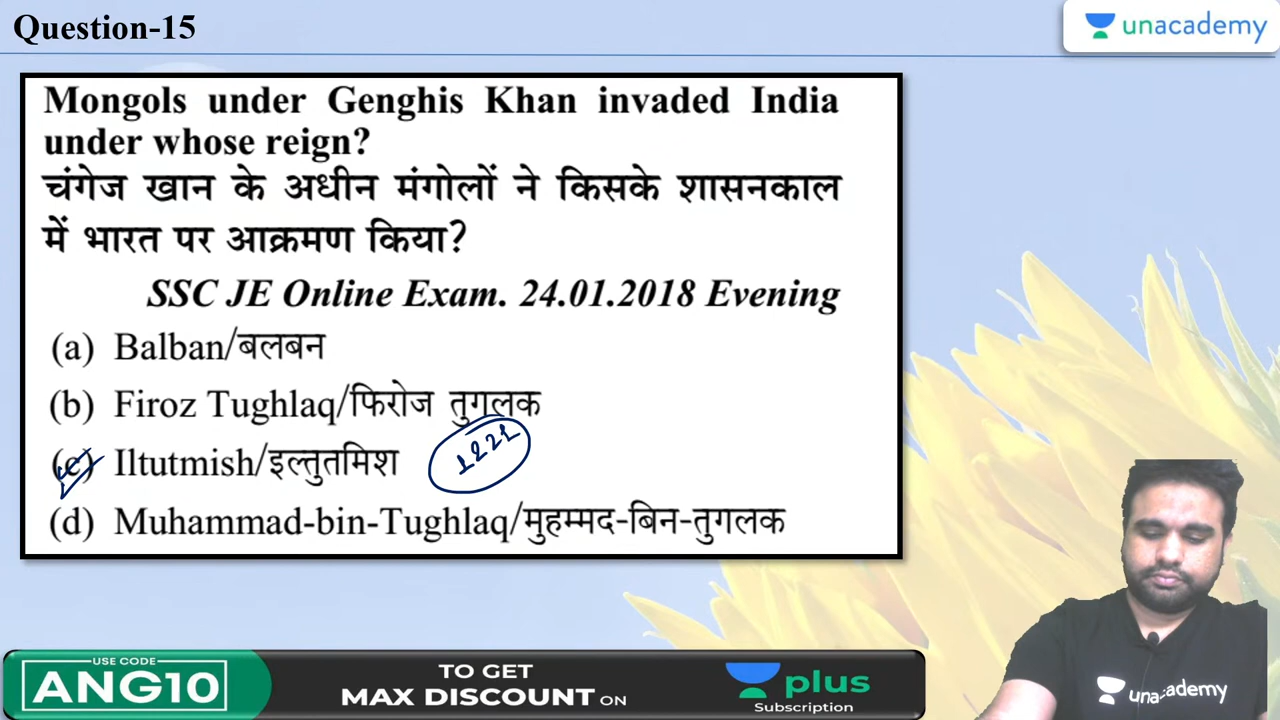 Question-15
unacademy
Mongols under Genghis Khan invaded India
under whose reign?
चंगेज खान के अधीन मंगोलों ने किसके शासनकाल
में भारत पर आक्रमण किया?
SSC JE Online Exam. 24.01.2018 Evening
(a) Balban/बलबन
(b) Firoz Tughlaq/फिरोज तुगलक
(c) Iltutmish/इल्तुतमिश 1221
(d) Muhammad-bin-Tughlaq/मुहम्मद-बिन-तुगलक
unacademy
USE CODE
ANG10
TO GET
MAX DISCOUNT ON
plus
Subscription